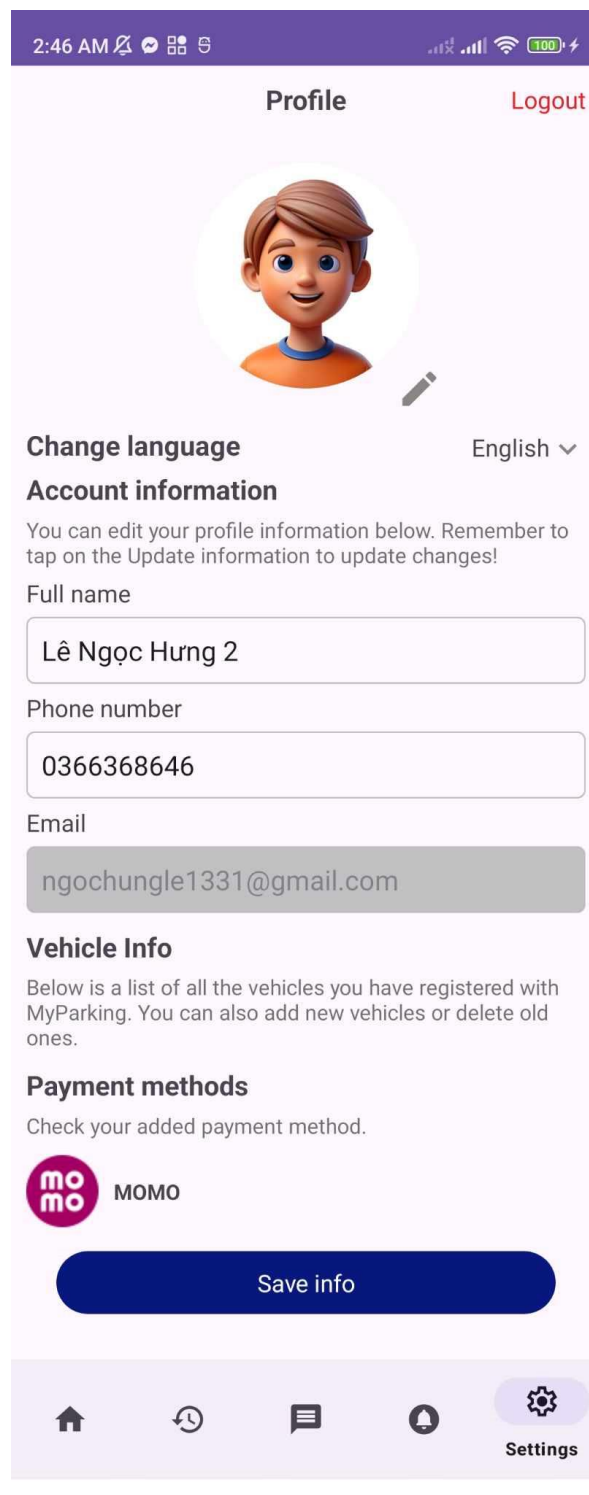 2:46 AM
100
Profile
Logout
Change language
English
Account information
You can edit your profile information below. Remember to
tap on the Update information to update changes!
Full name
Lê Ngọc Hưng 2
Phone number
0366368646
Email
ngochungle1331@gmail.com
Vehicle Info
Below is a list of all the vehicles you have registered with
MyParking. You can also add new vehicles or delete old
ones.
Payment methods
Check your added payment method.
mo
mo
MOMO
Save info
Settings